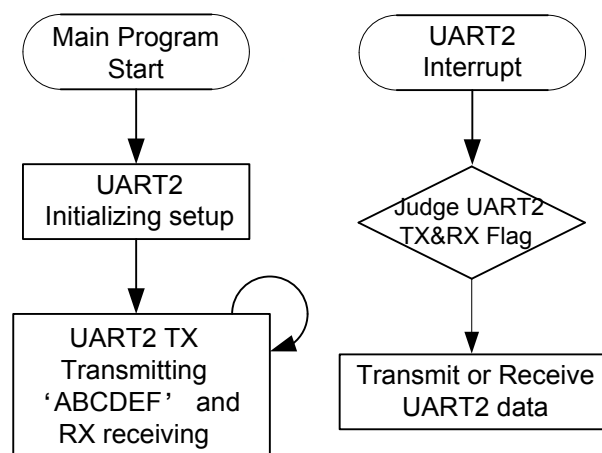 Main Program
Start
UART2
Initializing setup
UART2 TX
Transmitting
‘ABCDEF’ and
RX receiving
UART2
Interrupt
Judge UART2
TX&RX Flag
Transmit or Receive
UART2 data